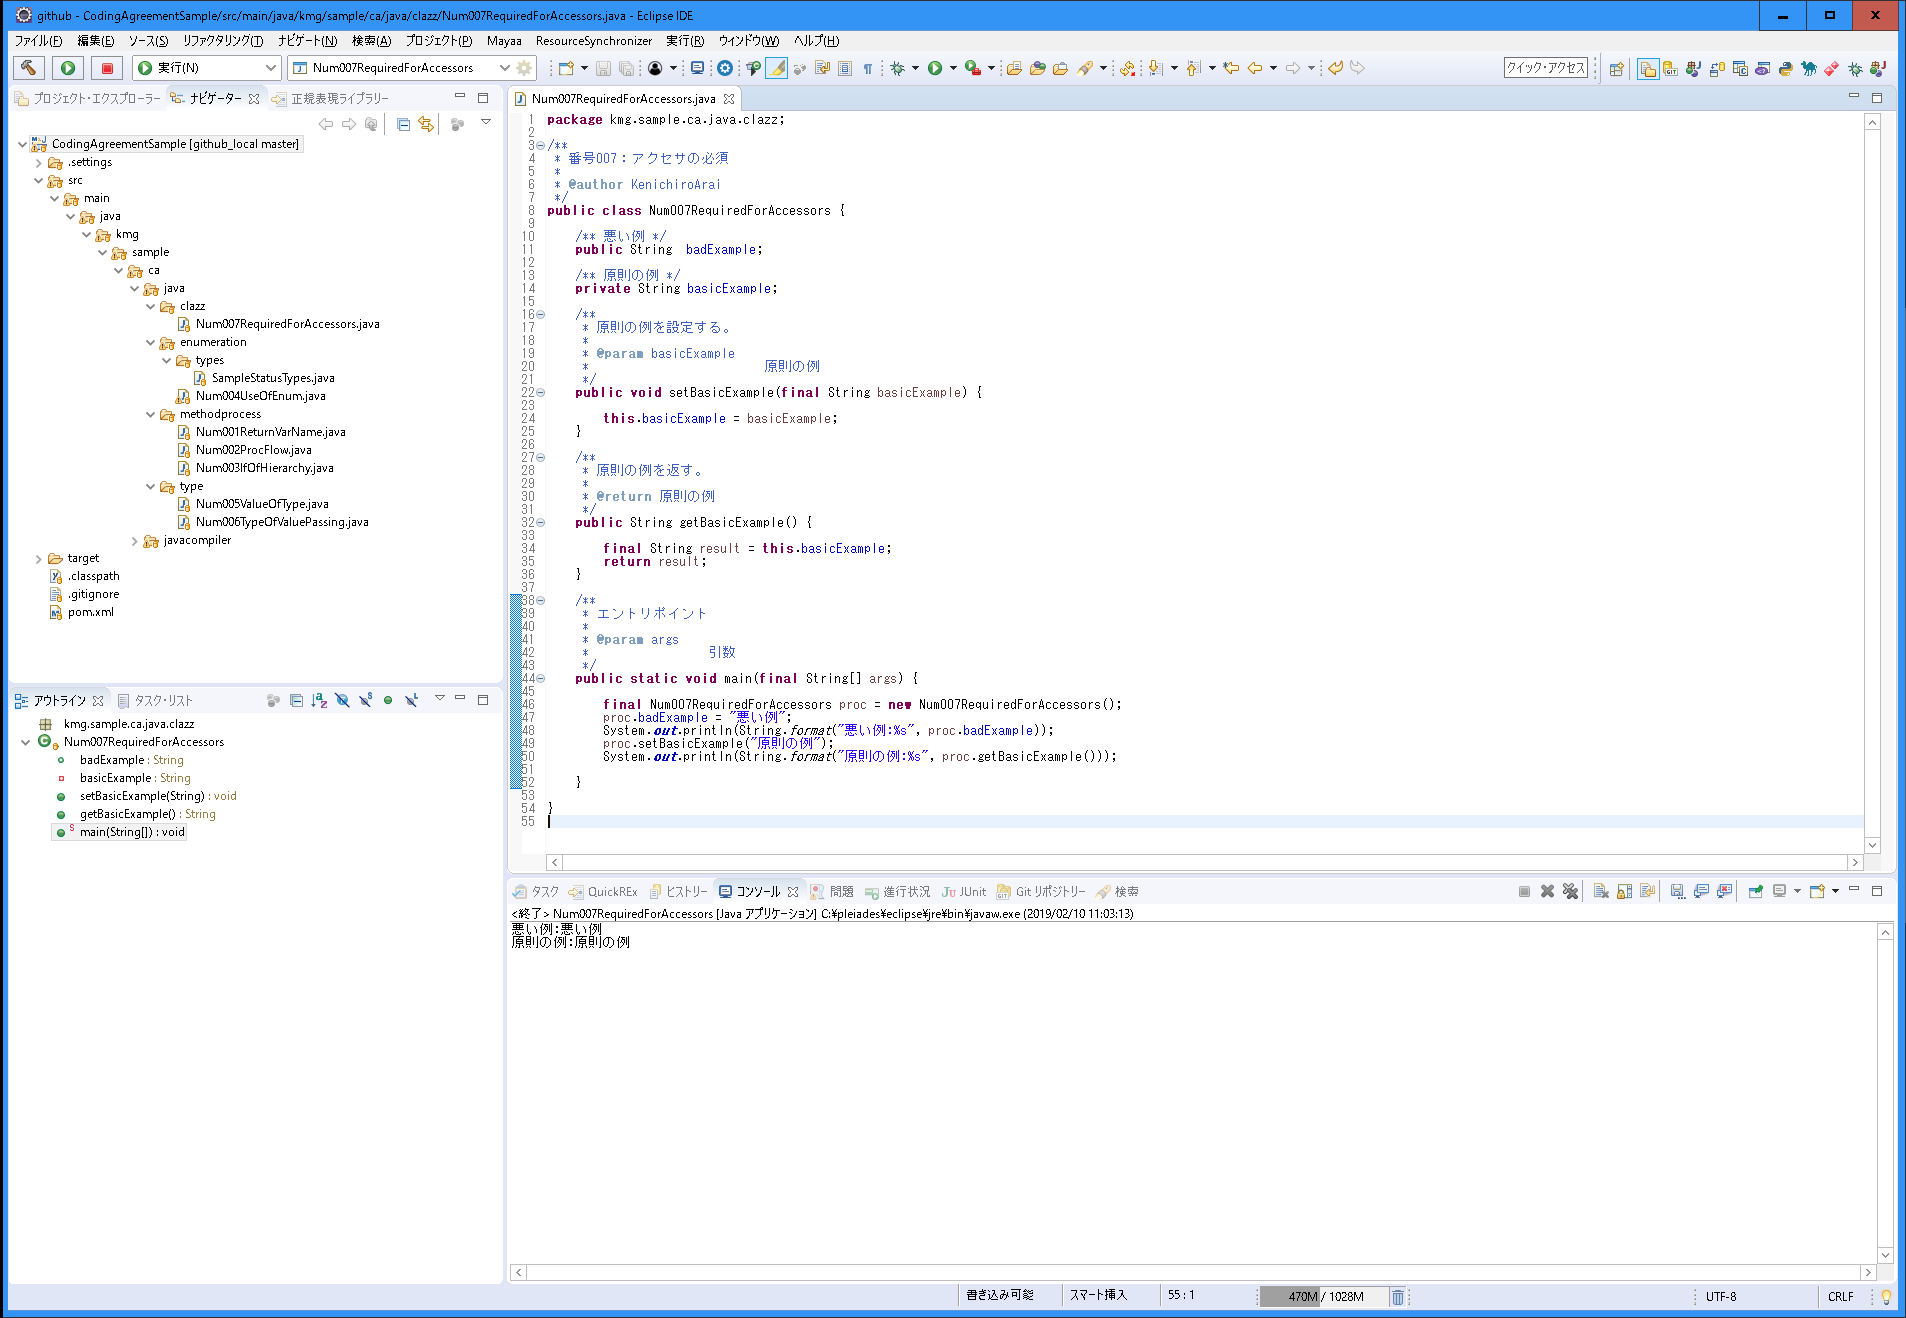 github - CodingAgreementSample/src/main/java/kmg/sample/ca/java/clazz/Num007RequiredForAccessors.java - Eclipse IDE
ファイル(F) 編集(E) ソース(S) リファクタリング(T) ナビゲート(N) 検索(A) プロジェクト(P) Mayaa ResourceSynchronizer 実行(R) ウィンドウ(W) ヘルプ(H)
実行(N) Num007RequiredForAccessors クイック・アクセス
プロジェクト・エクスプローラー ナビゲーター 正規表現ライブラリー
CodingAgreementSample [github_local master]
.settings
src
main
java
kmg
sample
ca
java
clazz
Num007RequiredForAccessors.java
enumeration
types
SampleStatusTypes.java
Num004UseOfEnum.java
methodprocess
Num001ReturnVarName.java
Num002ProcFlow.java
Num003IfOfHierarchy.java
type
Num005ValueOfType.java
Num006TypeOfValuePassing.java
javacompiler
target
.classpath
.gitignore
pom.xml
アウトライン タスク・リスト
kmg.sample.ca.java.clazz
Num007RequiredForAccessors
badExample : String
basicExample : String
setBasicExample(String) : void
getBasicExample() : String
main(String[]) : void
Num007RequiredForAccessors.java
1 package kmg.sample.ca.java.clazz;
2
3 /**
4 * 番号007：アクセサの必須
5 *
6 * @author KenichiroArai
7 */
8 public class Num007RequiredForAccessors {
9
10 /** 悪い例 */
11 public String badExample;
12
13 /** 原則の例 */
14 private String basicExample;
15
16 /**
17 * 原則の例を設定する。
18 *
19 * @param basicExample
20 * 原則の例
21 */
22 public void setBasicExample(final String basicExample) {
23
24 this.basicExample = basicExample;
25 }
26
27 /**
28 * 原則の例を返す。
29 *
30 * @return 原則の例
31 */
32 public String getBasicExample() {
33
34 final String result = this.basicExample;
35 return result;
36 }
37
38 /**
39 * エントリポイント
40 *
41 * @param args
42 * 引数
43 */
44 public static void main(final String[] args) {
45
46 final Num007RequiredForAccessors proc = new Num007RequiredForAccessors();
47 proc.badExample = "悪い例";
48 System.out.println(String.format("悪い例:%s", proc.badExample));
49 proc.setBasicExample("原則の例");
50 System.out.println(String.format("原則の例:%s", proc.getBasicExample()));
51
52 }
53
54 }
55
タスク QuickREx ヒストリー コンソール 問題 進行状況 JUnit Git リポジトリー 検索
<終了> Num007RequiredForAccessors [Java アプリケーション] C:¥pleiades¥eclipse¥jre¥bin¥javaw.exe (2019/02/10 11:03:13)
悪い例:悪い例
原則の例:原則の例
書き込み可能 スマート挿入 55 : 1 470M / 1028M UTF-8 CRLF